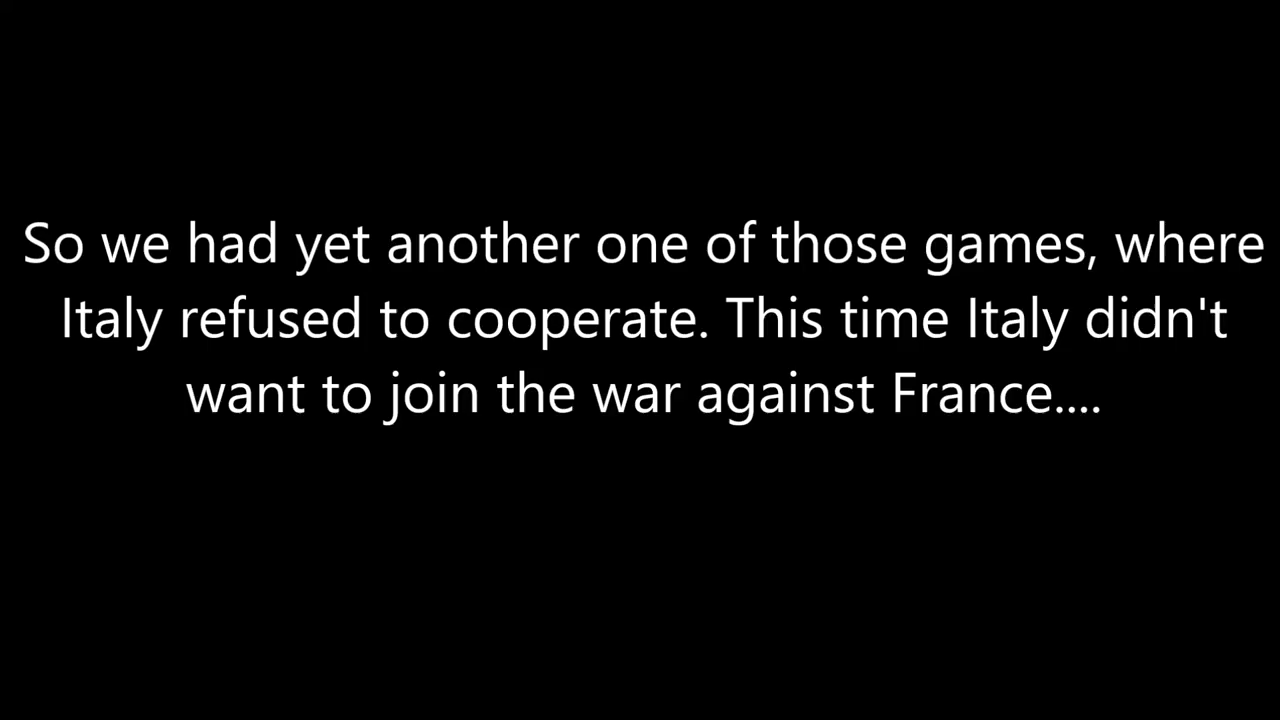 So we had yet another one of those games, where
Italy refused to cooperate. This time Italy didn't
want to join the war against France....